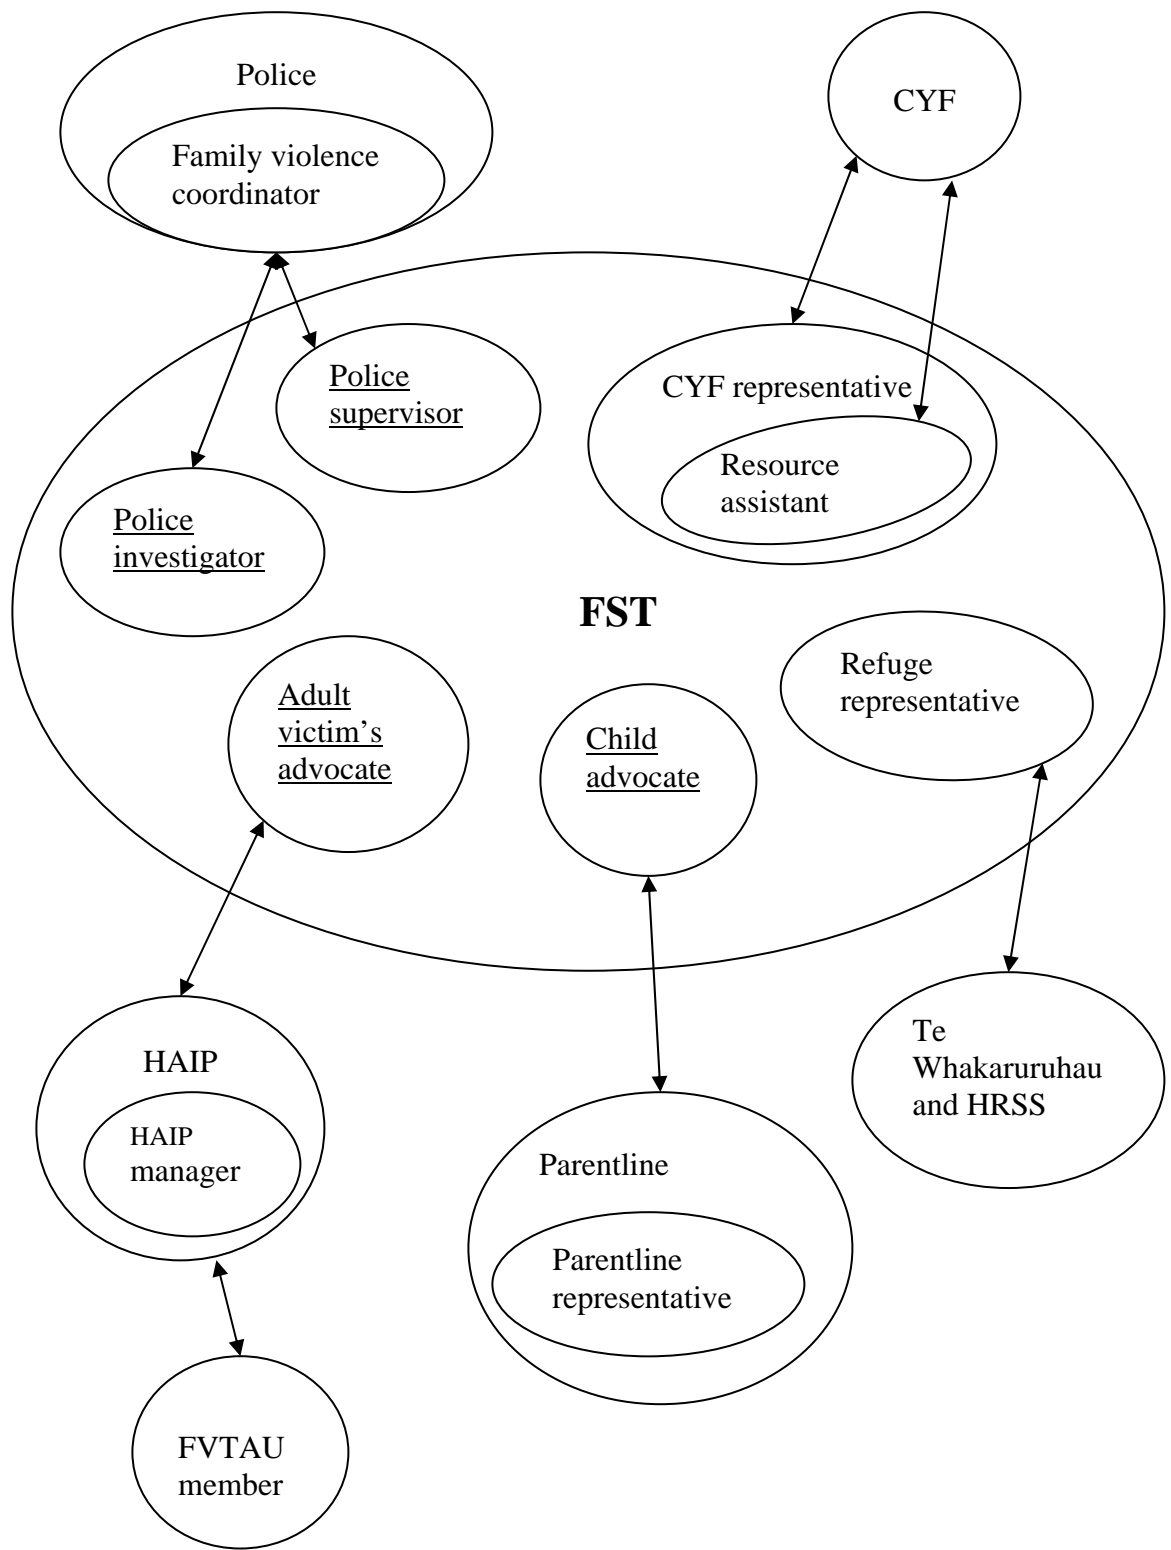 Police
Family violence
coordinator
CYF
Police
supervisor
CYF representative
Resource
assistant
Police
investigator
FST
Refuge
representative
Adult
victim's
advocate
Child
advocate
HAIP
HAIP
manager
Te
Whakaruruhau
and HRSS
Parentline
Parentline
representative
FVTAU
member